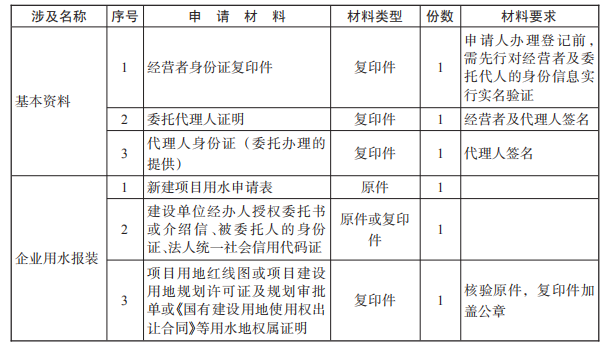 涉及名称 序号 申请材料 材料类型 份数 材料要求
基本资料
1 经营者身份证复印件 复印件 1 申请人办理登记前，
需先行对经营者及委
托代人的身份信息实
行实名验证
2 委托代理人证明 复印件 1 经营者及代理人签名
3 代理人身份证（委托办理的
提供） 复印件 1 代理人签名
企业用水报装
1 新建项目用水申请表 原件 1
2 建设单位经办人授权委托书
或介绍信、被委托人的身份
证、法人统一社会信用代码证 原件或复印
件 1
3 项目用地红线图或项目建设
用地规划许可证及规划审批
单或《国有建设用地使用权出
让合同》等用水地权属证明 复印件 1 核验原件，复印件加
盖公章